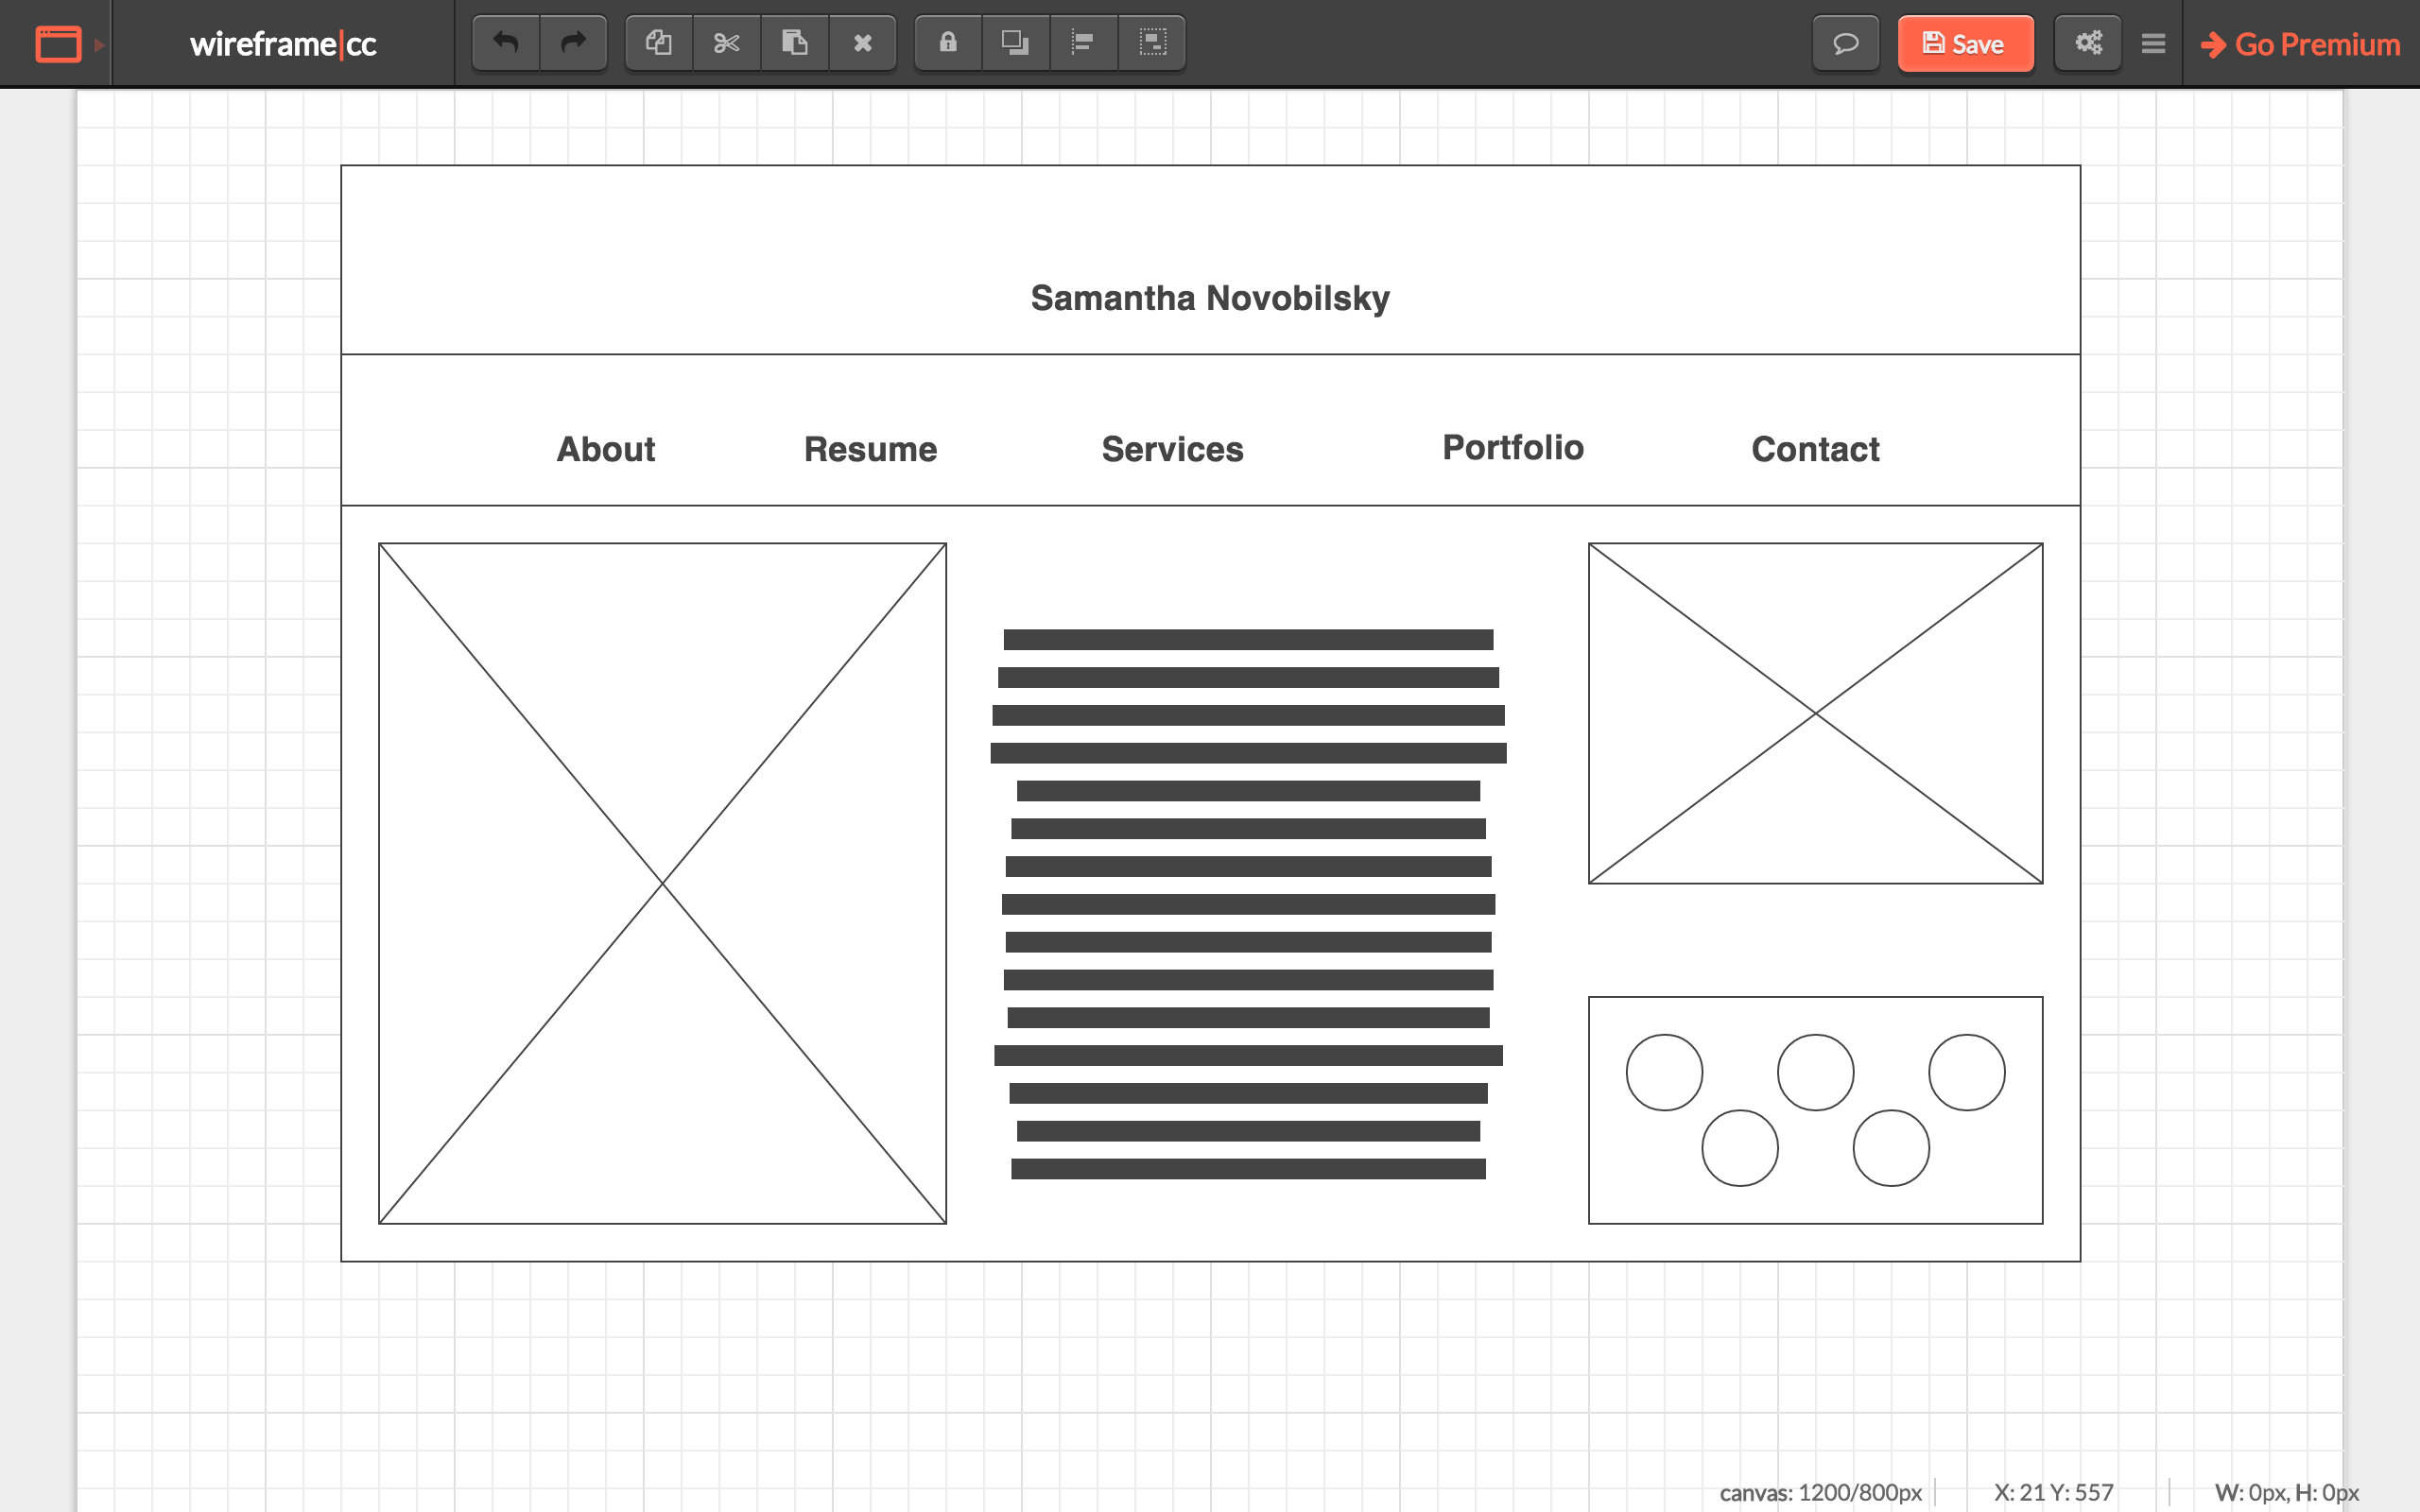 wireframe|cc
Save
Go Premium
Samantha Novobilsky
About Resume Services Portfolio Contact
canvas: 1200/800px X: 21 Y: 557 W: 0px, H: 0px